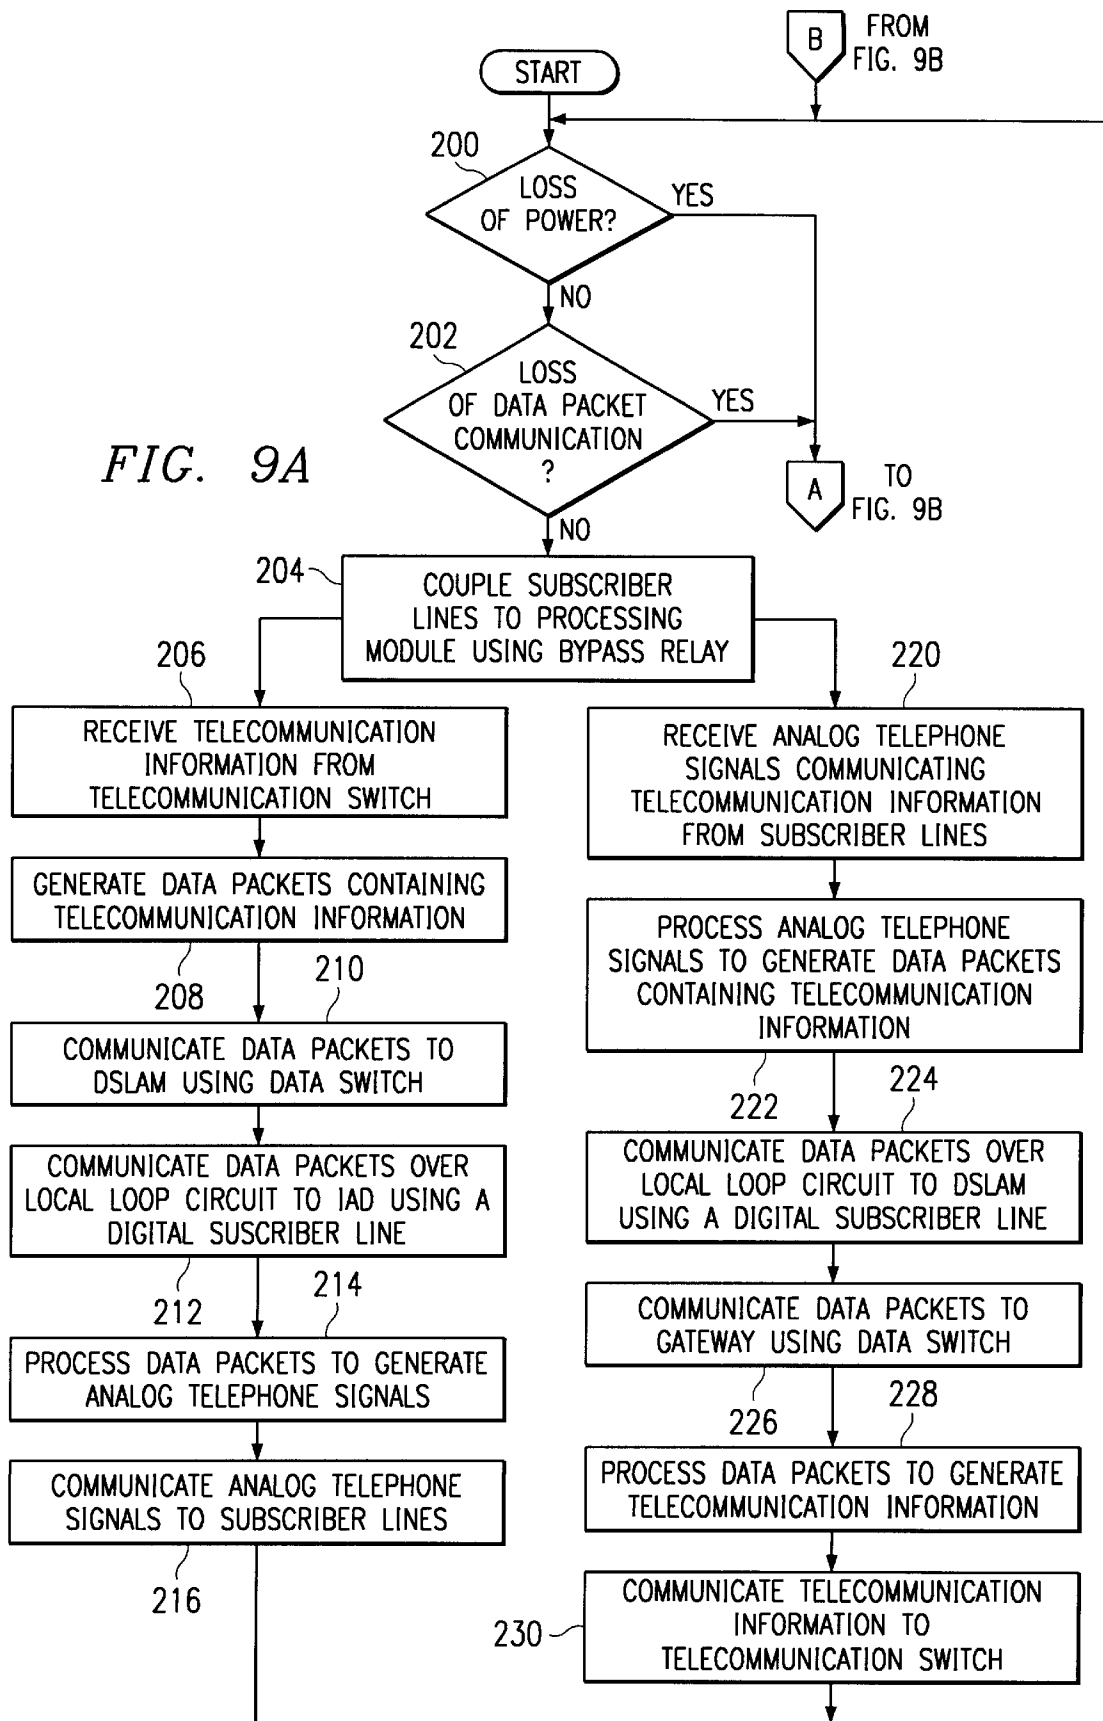 B
FROM
FIG. 9B
START
200
LOSS
OF POWER?
YES
NO
202
LOSS
OF DATA PACKET
COMMUNICATION
?
YES
NO
FIG. 9A
A
TO
FIG. 9B
204
COUPLE SUBSCRIBER
LINES TO PROCESSING
MODULE USING BYPASS RELAY
206
RECEIVE TELECOMMUNICATION
INFORMATION FROM
TELECOMMUNICATION SWITCH
GENERATE DATA PACKETS CONTAINING
TELECOMMUNICATION INFORMATION
208
210
COMMUNICATE DATA PACKETS TO
DSLAM USING DATA SWITCH
COMMUNICATE DATA PACKETS OVER
LOCAL LOOP CIRCUIT TO IAD USING A
DIGITAL SUSCRIBER LINE
212
214
PROCESS DATA PACKETS TO GENERATE
ANALOG TELEPHONE SIGNALS
COMMUNICATE ANALOG TELEPHONE
SIGNALS TO SUBSCRIBER LINES
216
220
RECEIVE ANALOG TELEPHONE
SIGNALS COMMUNICATING
TELECOMMUNICATION INFORMATION
FROM SUBSCRIBER LINES
PROCESS ANALOG TELEPHONE
SIGNALS TO GENERATE DATA PACKETS
CONTAINING TELECOMMUNICATION
INFORMATION
222
224
COMMUNICATE DATA PACKETS OVER
LOCAL LOOP CIRCUIT TO DSLAM
USING A DIGITAL SUBSCRIBER LINE
COMMUNICATE DATA PACKETS TO
GATEWAY USING DATA SWITCH
226
228
PROCESS DATA PACKETS TO GENERATE
TELECOMMUNICATION INFORMATION
COMMUNICATE TELECOMMUNICATION
INFORMATION TO
TELECOMMUNICATION SWITCH
230